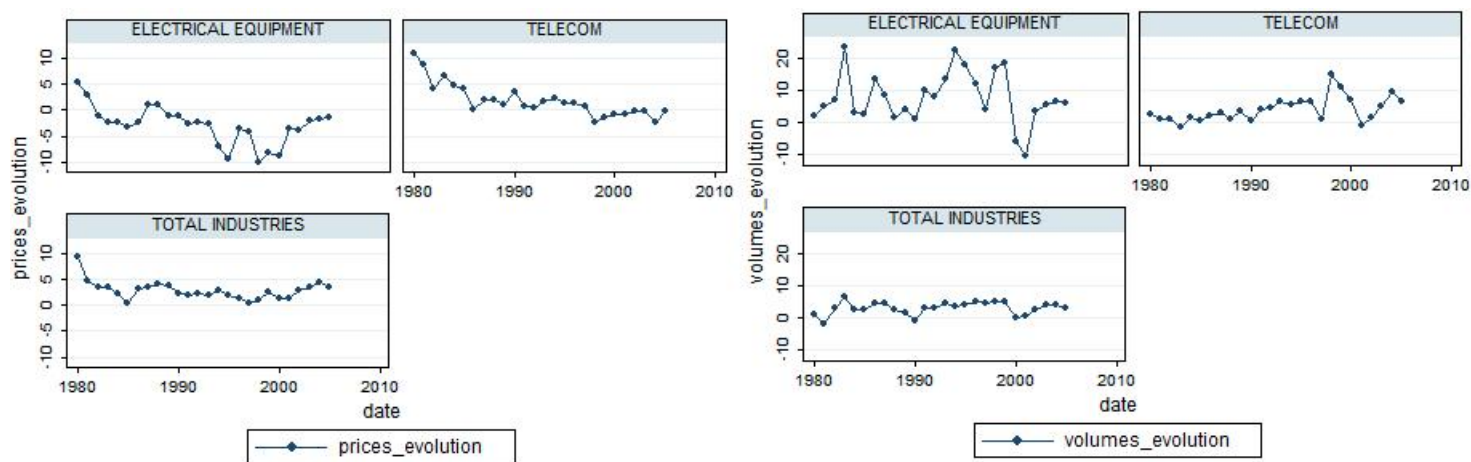 ELECTRICAL EQUIPMENT
TELECOM
10
5
0
-5
-10
1980
1990
2000
2010
TOTAL INDUSTRIES
10
5
0
-5
-10
1980
1990
2000
2010
prices_evolution
date
prices_evolution
ELECTRICAL EQUIPMENT
TELECOM
20
10
0
-10
1980
1990
2000
2010
TOTAL INDUSTRIES
20
10
0
-10
1980
1990
2000
2010
volumes_evolution
date
volumes_evolution